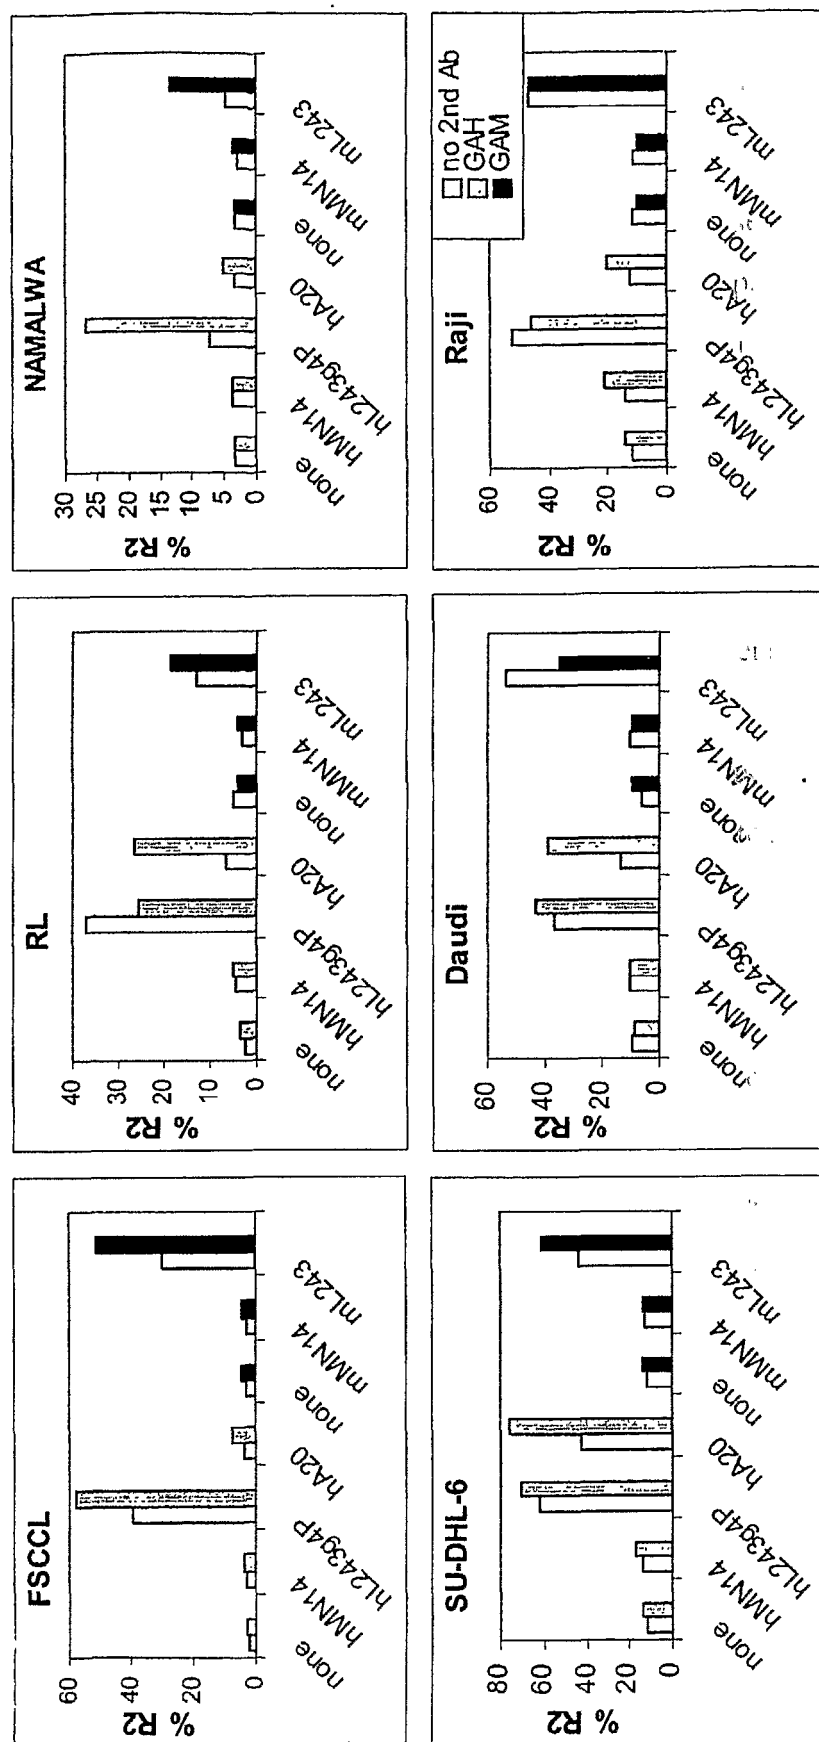 FSCCL
% R2
60
40
20
0
none
hMN14
hL243g4P
hA20
none
mMN14
mL243
RL
% R2
40
30
20
10
0
none
hMN14
hL243g4P
hA20
none
mMN14
mL243
NAMALWA
% R2
30
25
20
15
10
5
0
none
hMN14
hL243g4P
hA20
none
mMN14
mL243
SU-DHL-6
% R2
80
60
40
20
0
none
hMN14
hL243g4P
hA20
none
mMN14
mL243
Daudi
% R2
60
40
20
0
none
hMN14
hL243g4P
hA20
none
mMN14
mL243
Raji
no 2nd Ab
GAH
GAM
% R2
60
40
20
0
none
hMN14
hL243g4P
hA20
none
mMN14
mL243